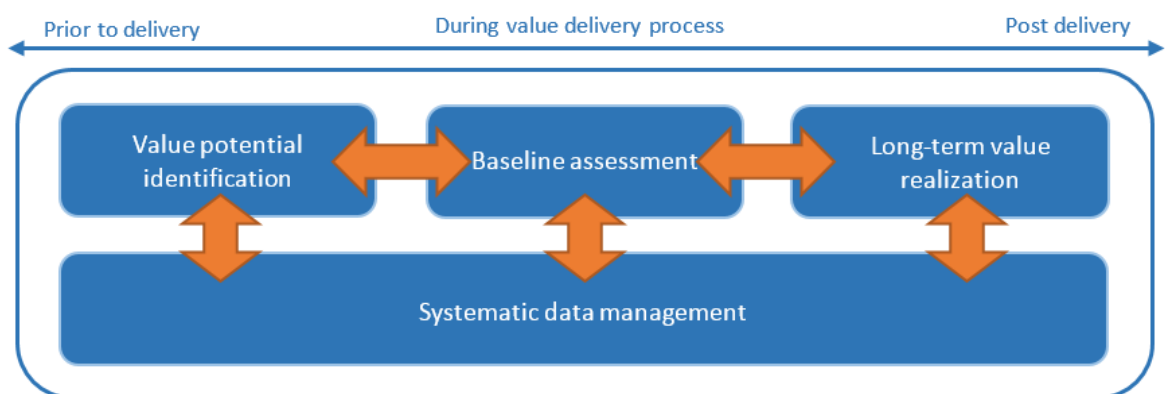 Prior to delivery
During value delivery process
Post delivery
Value potential
identification
Baseline assessment
Long-term value
realization
Systematic data management